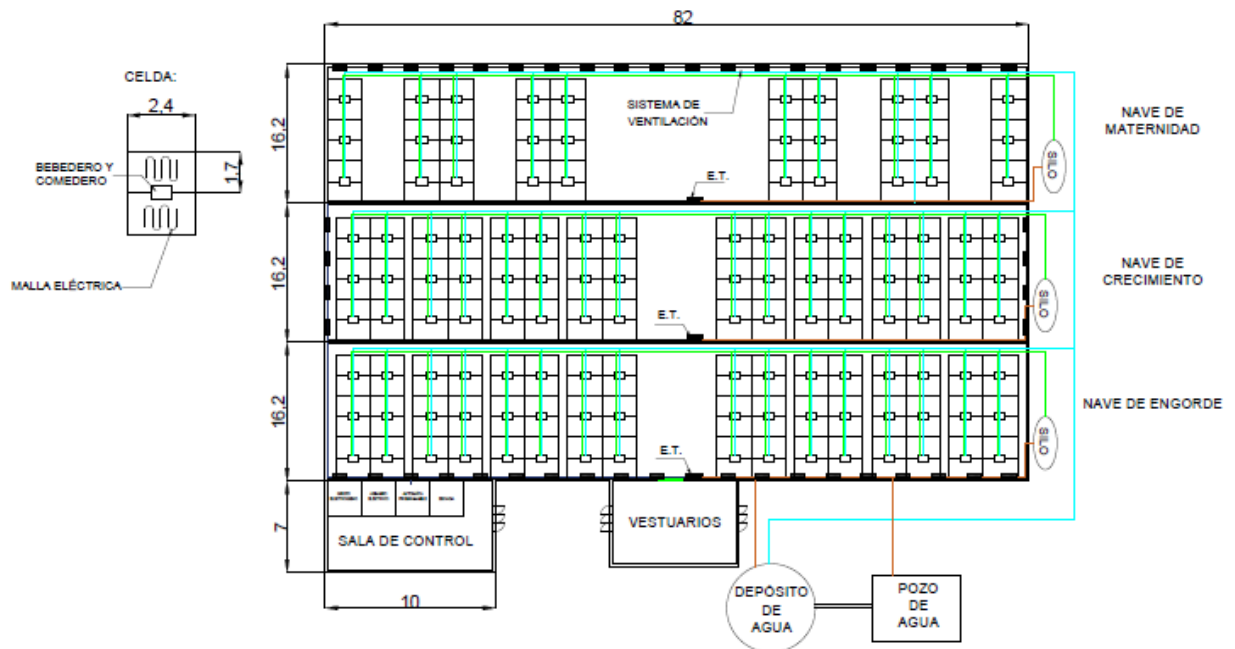 82
CELDA:
2,4
BEBEDERO Y
COMEDERO
1,7
MALLA ELÉCTRICA
16,2
SISTEMA DE
VENTILACIÓN
E.T.
SILO
NAVE DE
MATERNIDAD
16,2
E.T.
SILO
NAVE DE
CRECIMIENTO
16,2
E.T.
SILO
NAVE DE ENGORDE
7
SALA DE CONTROL
10
VESTUARIOS
DEPÓSITO
DE
AGUA
POZO
DE
AGUA